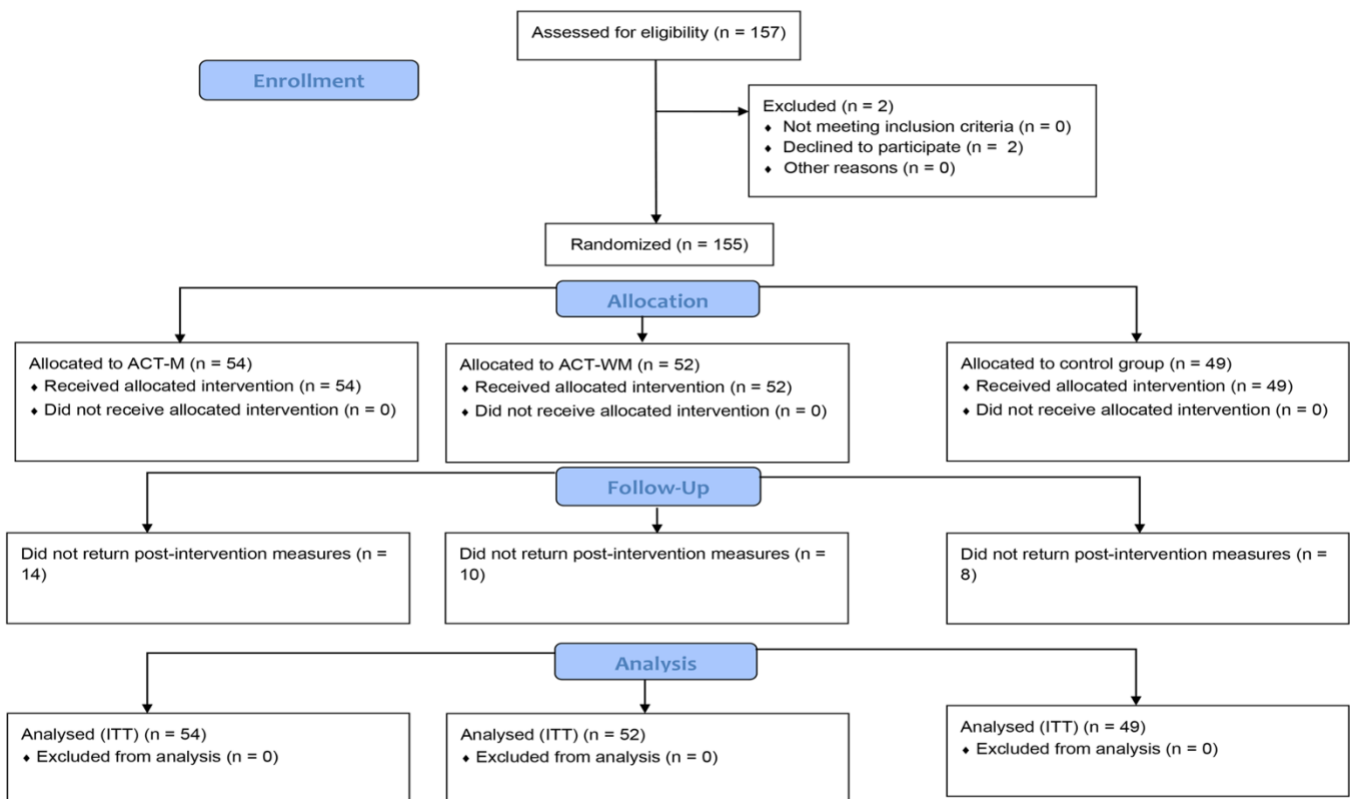 Assessed for eligibility (n = 157)
Enrollment
Excluded (n = 2)
♦ Not meeting inclusion criteria (n = 0)
♦ Declined to participate (n =  2)
♦ Other reasons (n = 0)
Randomized (n = 155)
Allocation
Allocated to ACT-M (n = 54)
♦ Received allocated intervention (n = 54)
♦ Did not receive allocated intervention (n = 0)
Allocated to ACT-WM (n = 52)
♦ Received allocated intervention (n = 52)
♦ Did not receive allocated intervention (n = 0)
Allocated to control group (n = 49)
♦ Received allocated intervention (n = 49)
♦ Did not receive allocated intervention (n = 0)
Follow-Up
Did not return post-intervention measures (n =
14)
Did not return post-intervention measures (n =
10)
Did not return post-intervention measures (n =
8)
Analysis
Analysed (ITT) (n = 54)
♦ Excluded from analysis (n = 0)
Analysed (ITT) (n = 52)
♦ Excluded from analysis (n = 0)
Analysed (ITT) (n = 49)
♦ Excluded from analysis (n = 0)